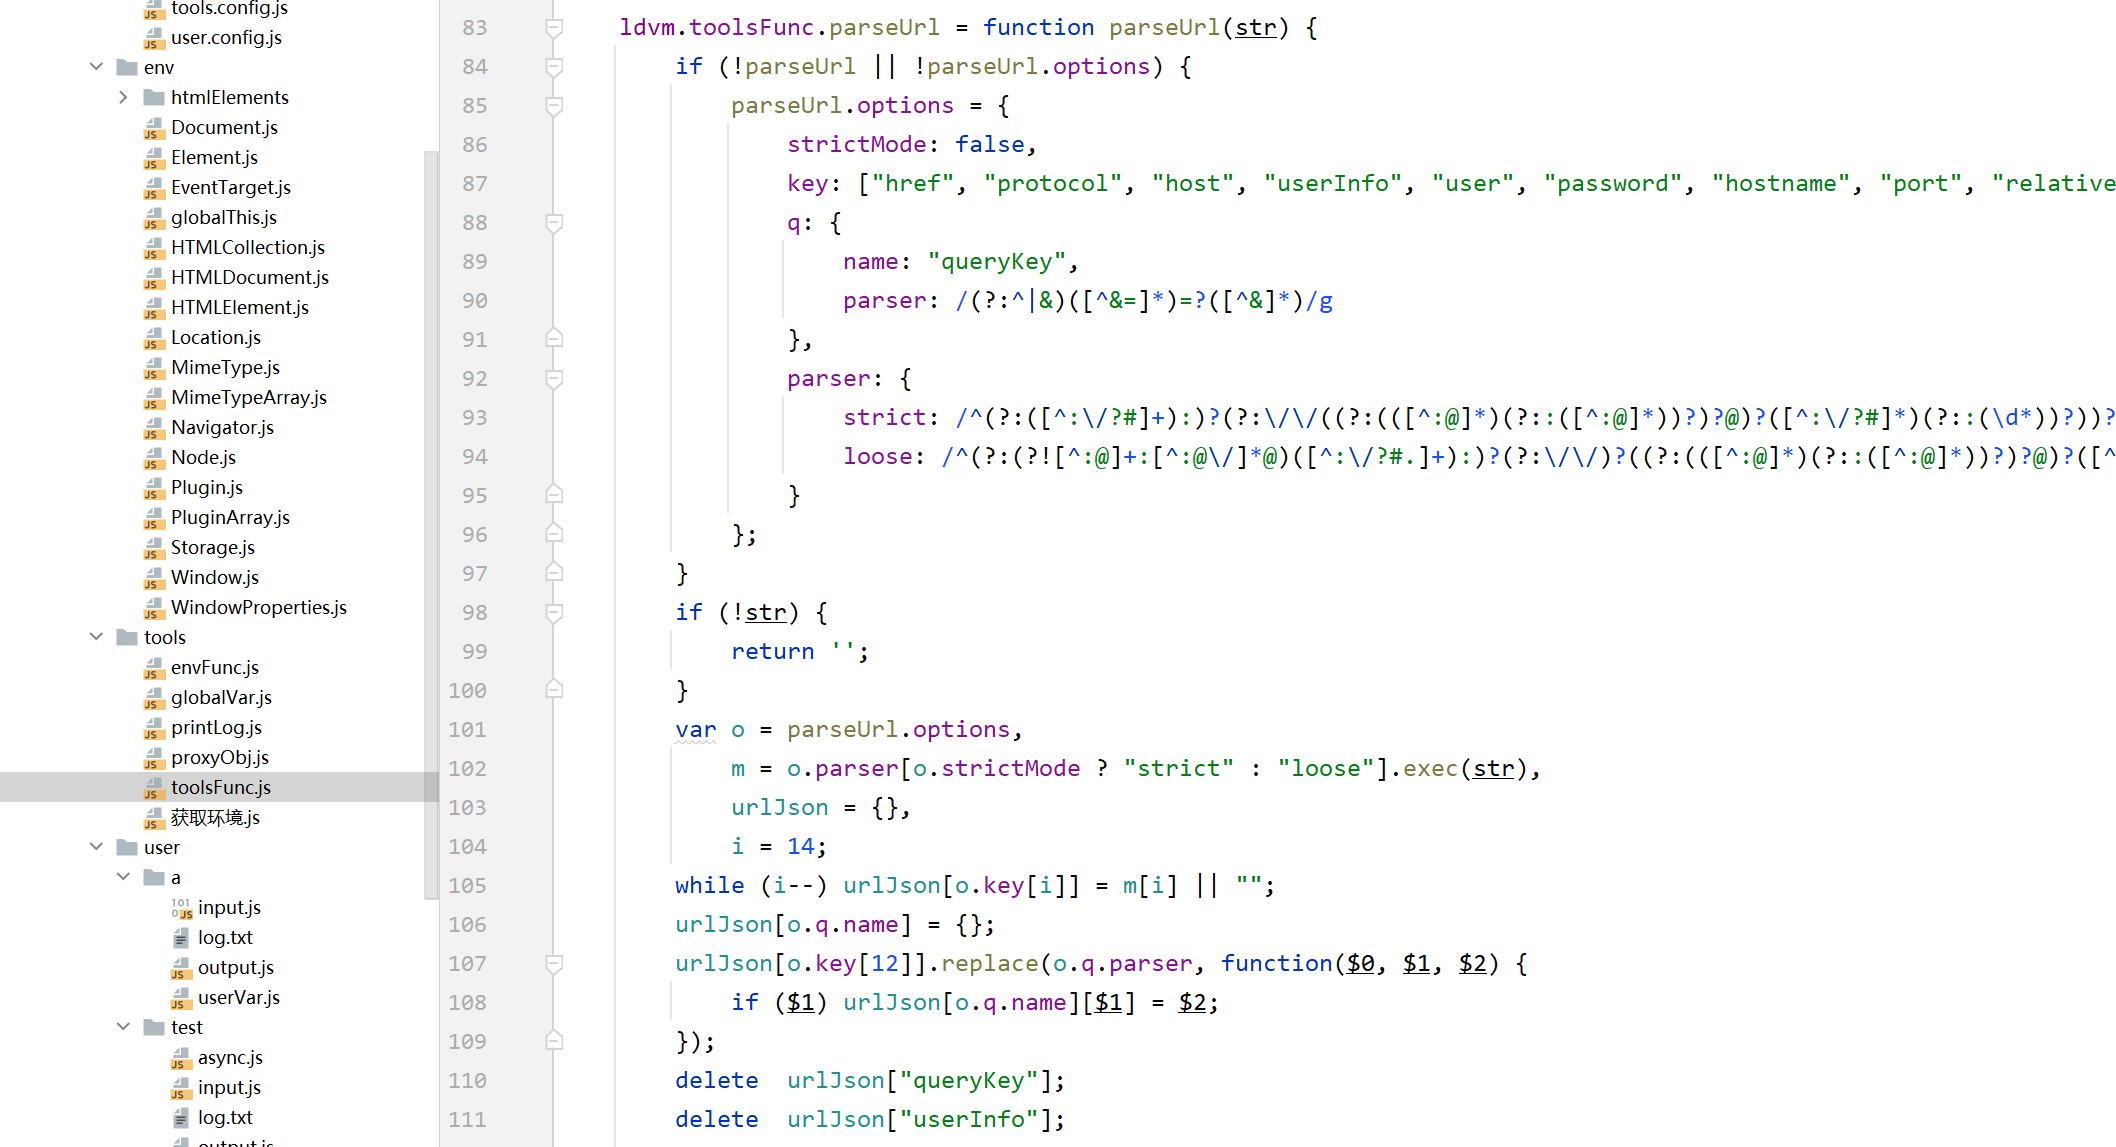 tools.config.js
user.config.js
env
htmlElements
Document.js
Element.js
EventTarget.js
globalThis.js
HTMLCollection.js
HTMLDocument.js
HTMLElement.js
Location.js
MimeType.js
MimeTypeArray.js
Navigator.js
Node.js
Plugin.js
PluginArray.js
Storage.js
Window.js
WindowProperties.js
tools
envFunc.js
globalVar.js
printLog.js
proxyObj.js
toolsFunc.js
获取环境.js
user
a
input.js
log.txt
output.js
userVar.js
test
async.js
input.js
log.txt
output.js
83 ldvm.toolsFunc.parseUrl = function parseUrl(str) {
84 if (!parseUrl || !parseUrl.options) {
85 parseUrl.options = {
86 strictMode: false,
87 key: ["href", "protocol", "host", "userInfo", "user", "password", "hostname", "port", "relative
88 q: {
89 name: "queryKey",
90 parser: /(?:^|&)([^&=]*)=?([^&]*)/g
91 },
92 parser: {
93 strict: /^(?:([^:\/?#]+):)?(?:\/\/((?:(([^:@]*)(?::([^:@]*))?)?@)?([^:\/?#]*)(?::(\d*))?))?
94 loose: /^(?:(?![^:@]+:[^:@\/]*@)([^:\/?#.]+):)?(?:\/\/)?((?:(([^:@]*)(?::([^:@]*))?)?@)?([^
95 }
96 };
97 }
98 if (!str) {
99 return '';
100 }
101 var o = parseUrl.options,
102 m = o.parser[o.strictMode ? "strict" : "loose"].exec(str),
103 urlJson = {},
104 i = 14;
105 while (i--) urlJson[o.key[i]] = m[i] || "";
106 urlJson[o.q.name] = {};
107 urlJson[o.key[12]].replace(o.q.parser, function($0, $1, $2) {
108 if ($1) urlJson[o.q.name][$1] = $2;
109 });
110 delete  urlJson["queryKey"];
111 delete  urlJson["userInfo"];